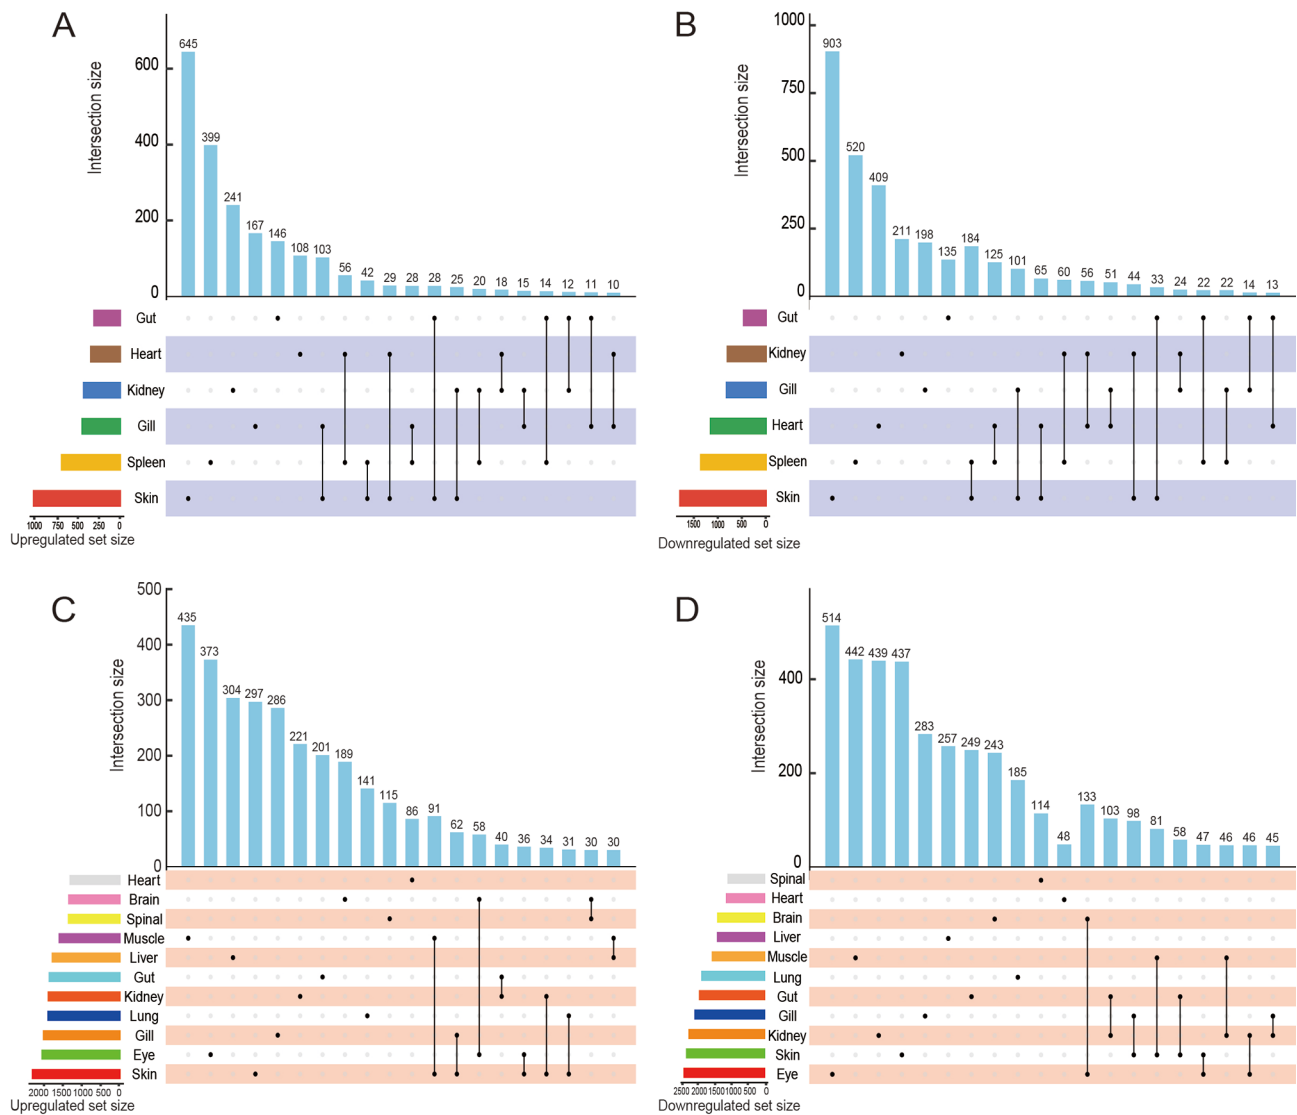 A
Intersection size
600
400
200
0
645
399
241
167
146
108
103
56
42
29
28
28
25
20
18
15
14
12
11
10
Gut
Heart
Kidney
Gill
Spleen
Skin
1000 750 500 250 0
Upregulated set size
B
Intersection size
1000
750
500
250
0
903
520
409
211
198
135
184
125
101
65
60
56
51
44
33
24
22
22
14
13
Gut
Kidney
Gill
Heart
Spleen
Skin
1500 1000 500 0
Downregulated set size
C
Intersection size
500
400
300
200
100
0
435
373
304
297
286
221
201
189
141
115
86
91
62
58
40
36
34
31
30
30
Heart
Brain
Spinal
Muscle
Liver
Gut
Kidney
Lung
Gill
Eye
Skin
2000 1500 1000 500 0
Upregulated set size
D
Intersection size
400
200
0
514
442
439
437
283
257
249
243
185
114
48
133
103
98
81
58
47
46
46
45
Spinal
Heart
Brain
Liver
Muscle
Lung
Gut
Gill
Kidney
Skin
Eye
2500 2000 1500 1000 500 0
Downregulated set size